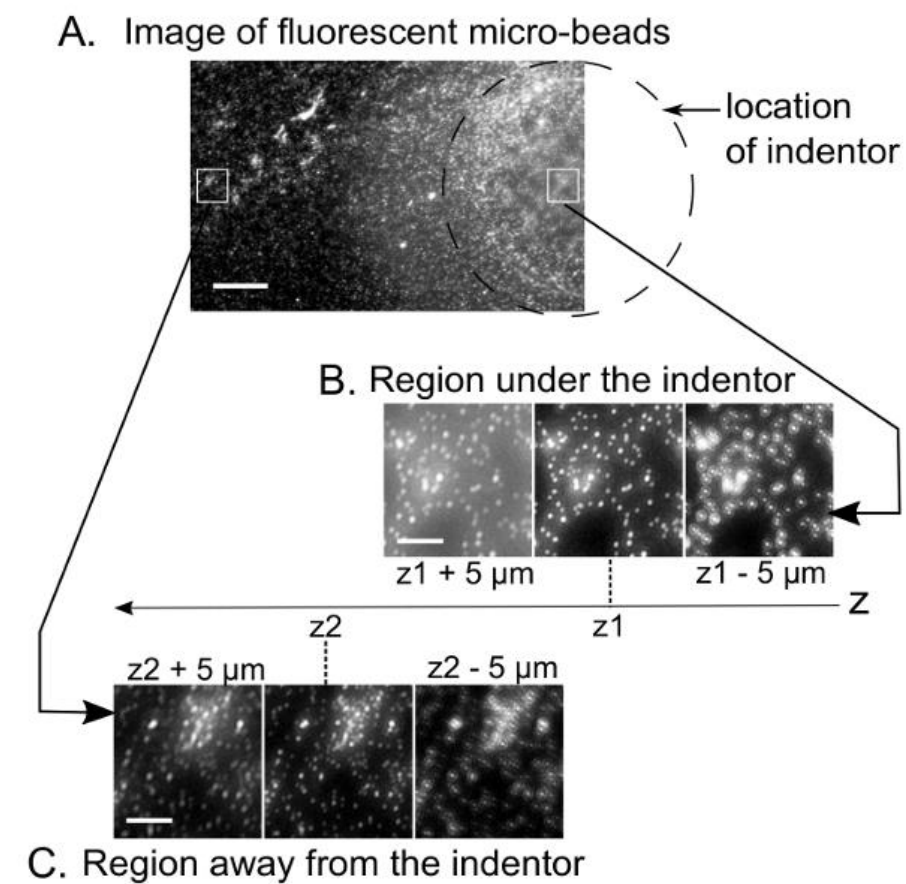 A. Image of fluorescent micro-beads
location
of indentor
B. Region under the indentor
z1 + 5 µm
z1 - 5 µm
z
z2
z1
z2 + 5 µm
z2 - 5 µm
C. Region away from the indentor